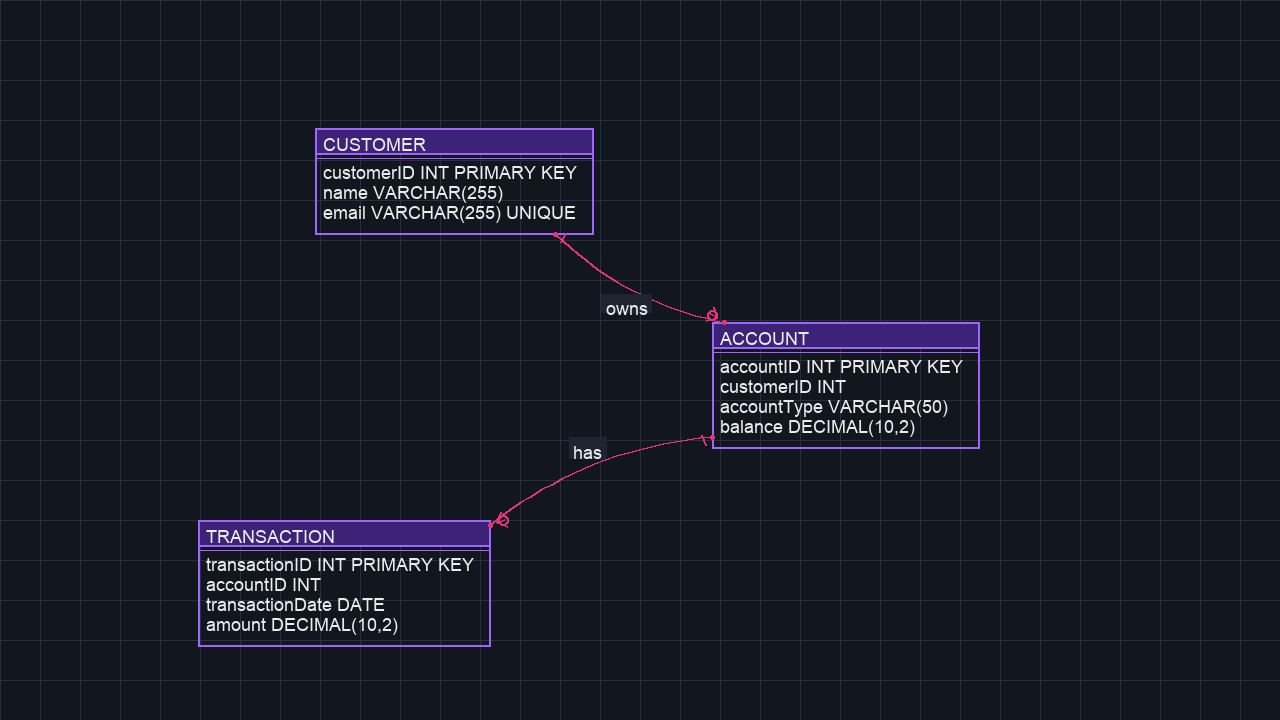 CUSTOMER
customerID INT PRIMARY KEY
name VARCHAR(255)
email VARCHAR(255) UNIQUE
owns
ACCOUNT
accountID INT PRIMARY KEY
customerID INT
accountType VARCHAR(50)
balance DECIMAL(10,2)
has
TRANSACTION
transactionID INT PRIMARY KEY
accountID INT
transactionDate DATE
amount DECIMAL(10,2)